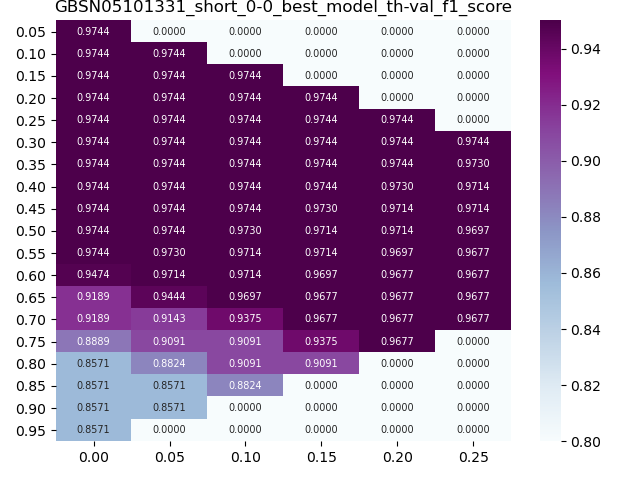 GBSN05101331_short_0-0_best_model_th-val_f1_score
0.05 0.9744 0.0000 0.0000 0.0000 0.0000 0.0000
0.10 0.9744 0.9744 0.0000 0.0000 0.0000 0.0000
0.15 0.9744 0.9744 0.9744 0.0000 0.0000 0.0000
0.20 0.9744 0.9744 0.9744 0.9744 0.0000 0.0000
0.25 0.9744 0.9744 0.9744 0.9744 0.9744 0.0000
0.30 0.9744 0.9744 0.9744 0.9744 0.9744 0.9744
0.35 0.9744 0.9744 0.9744 0.9744 0.9744 0.9730
0.40 0.9744 0.9744 0.9744 0.9744 0.9730 0.9714
0.45 0.9744 0.9744 0.9744 0.9730 0.9714 0.9714
0.50 0.9744 0.9744 0.9730 0.9714 0.9714 0.9697
0.55 0.9744 0.9730 0.9714 0.9714 0.9697 0.9677
0.60 0.9474 0.9714 0.9714 0.9697 0.9677 0.9677
0.65 0.9189 0.9444 0.9697 0.9677 0.9677 0.9677
0.70 0.9189 0.9143 0.9375 0.9677 0.9677 0.9677
0.75 0.8889 0.9091 0.9091 0.9375 0.9677 0.0000
0.80 0.8571 0.8824 0.9091 0.9091 0.0000 0.0000
0.85 0.8571 0.8571 0.8824 0.0000 0.0000 0.0000
0.90 0.8571 0.8571 0.0000 0.0000 0.0000 0.0000
0.95 0.8571 0.0000 0.0000 0.0000 0.0000 0.0000
0.00 0.05 0.10 0.15 0.20 0.25
0.94
0.92
0.90
0.88
0.86
0.84
0.82
0.80